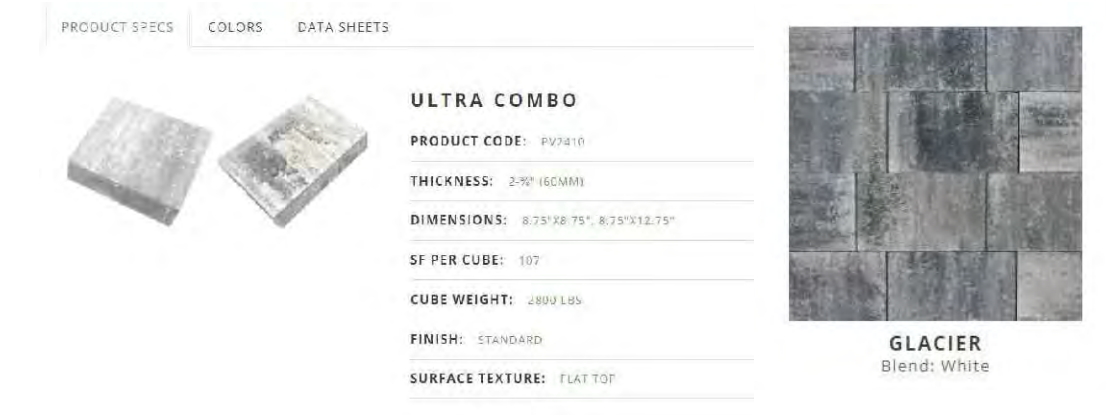 PRODUCT SPECS COLORS DATA SHEETS
ULTRA COMBO
PRODUCT CODE: PV2410
THICKNESS: 2-⅜" (60MM)
DIMENSIONS: 8.75"X8.75", 8.75"X12.75"
SF PER CUBE: 107
CUBE WEIGHT: 2800 LBS
FINISH: STANDARD
SURFACE TEXTURE: FLAT TOP
GLACIER
Blend: White